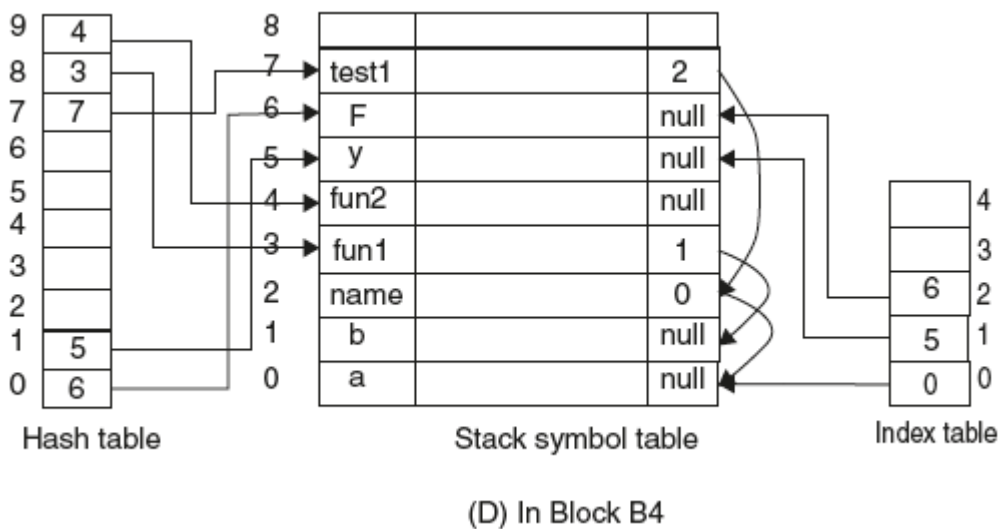 9 4 8
8 3 7 test1 2
7 7 6 F null
6 5 y null
5 4 fun2 null 4
4 3 fun1 1 3
3 2 name 0 6 2
2 1 b null 5 1
1 5 0 a null 0 0
0 6
Hash table Stack symbol table Index table
(D) In Block B4